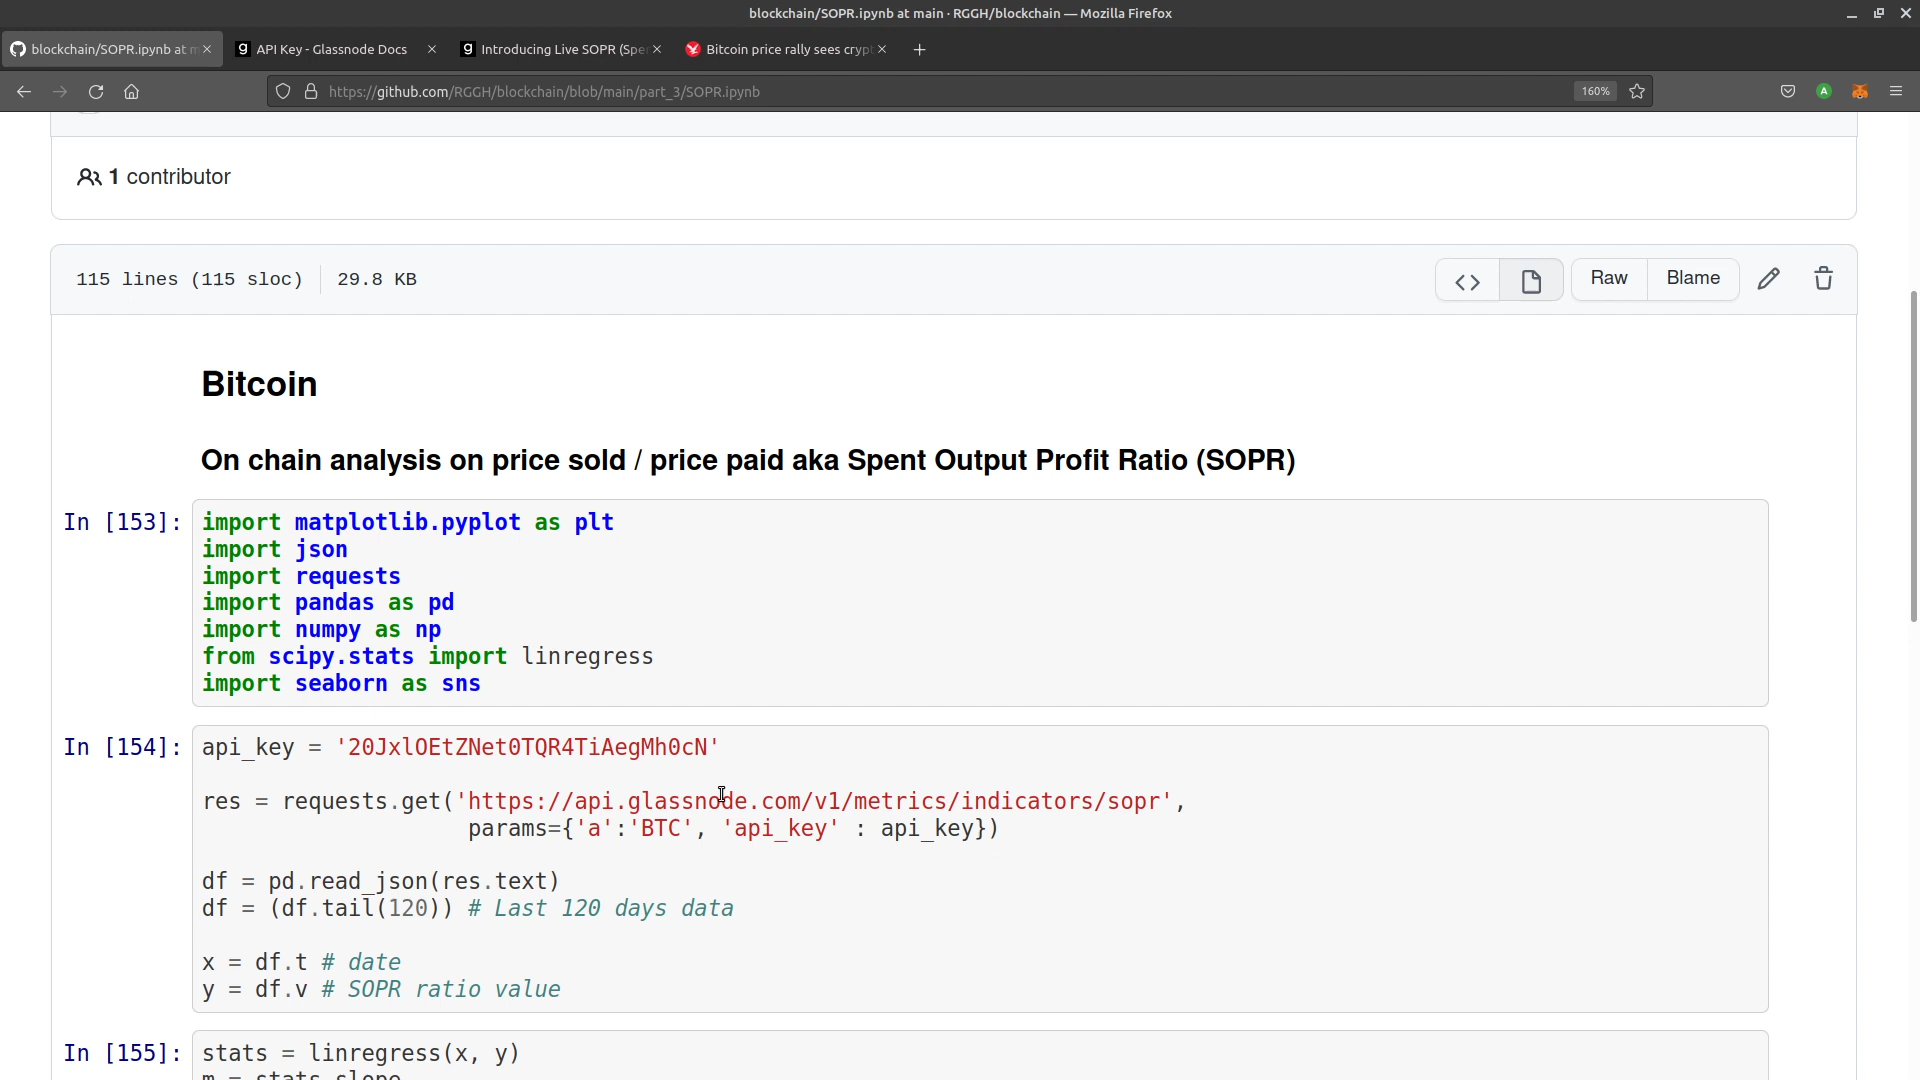 blockchain/SOPR.ipynb at main · RGGH/blockchain — Mozilla Firefox
blockchain/SOPR.ipynb at m
API Key - Glassnode Docs
Introducing Live SOPR (Spe
Bitcoin price rally sees crypt
https://github.com/RGGH/blockchain/blob/main/part_3/SOPR.ipynb
160%
A
1 contributor
115 lines (115 sloc)
29.8 KB
Raw
Blame
Bitcoin
On chain analysis on price sold / price paid aka Spent Output Profit Ratio (SOPR)
In [153]:
import matplotlib.pyplot as plt
import json
import requests
import pandas as pd
import numpy as np
from scipy.stats import linregress
import seaborn as sns
In [154]:
api_key = '20JxlOEtZNet0TQR4TiAegMh0cN'
res = requests.get('https://api.glassnode.com/v1/metrics/indicators/sopr',
params={'a':'BTC', 'api_key' : api_key})
df = pd.read_json(res.text)
df = (df.tail(120)) # Last 120 days data
x = df.t # date
y = df.v # SOPR ratio value
In [155]:
stats = linregress(x, y)
m = stats.slope